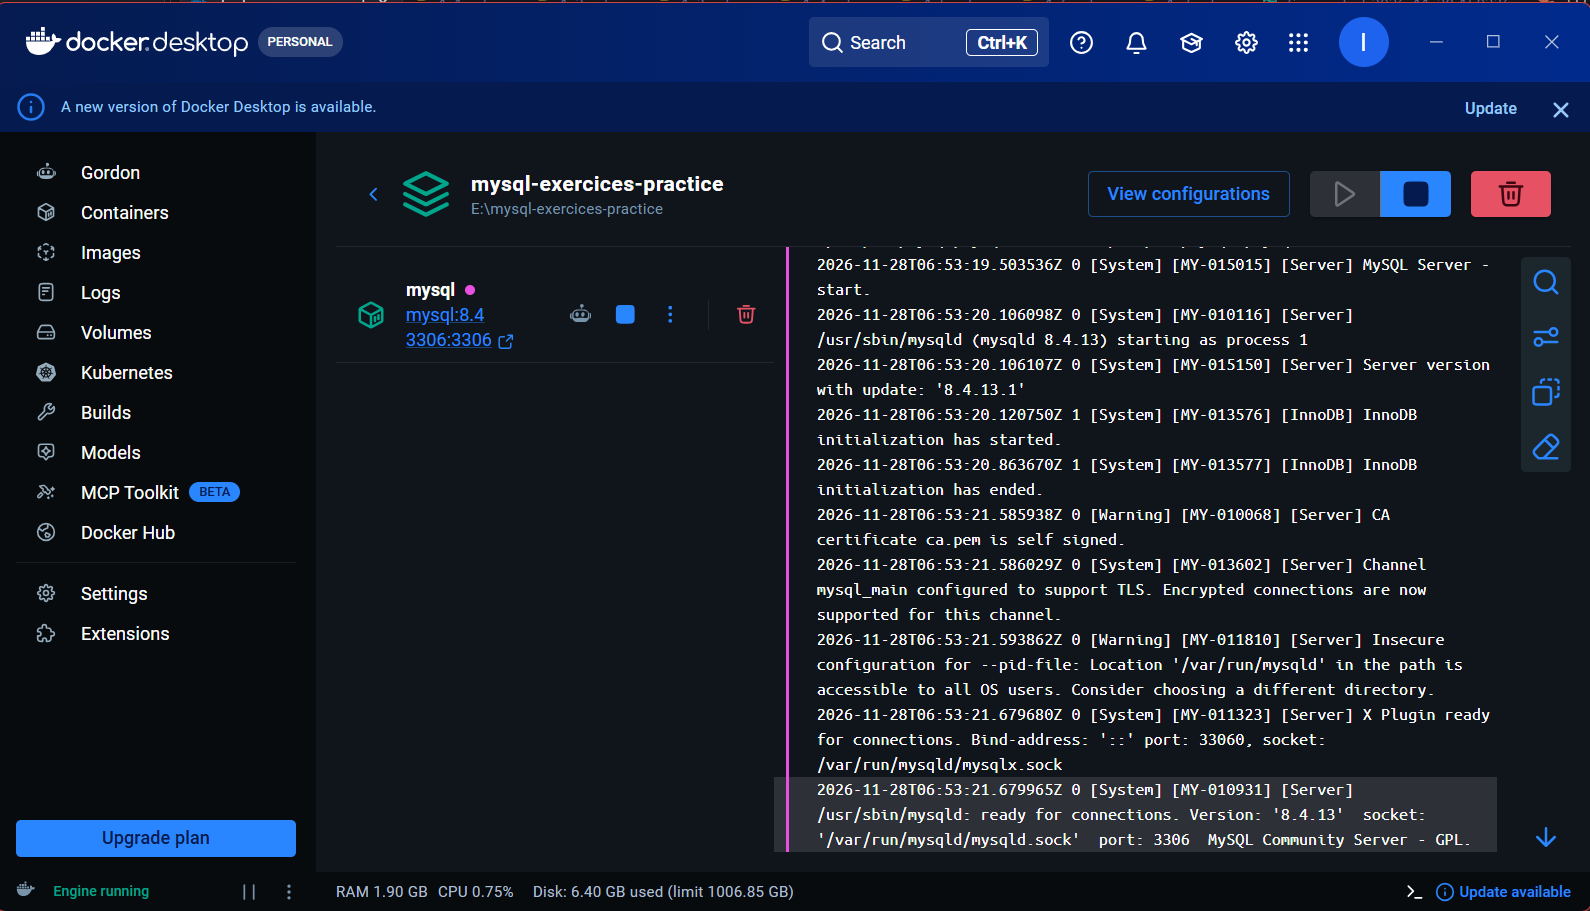 docker.desktop PERSONAL
Search Ctrl+K
I
A new version of Docker Desktop is available.
Update
Gordon
Containers
Images
Logs
Volumes
Kubernetes
Builds
Models
MCP Toolkit BETA
Docker Hub
Settings
Extensions
Upgrade plan
mysql-exercices-practice
E:\mysql-exercices-practice
View configurations
mysql
mysql:8.4
3306:3306
2026-11-28T06:53:19.503536Z 0 [System] [MY-015015] [Server] MySQL Server -
start.
2026-11-28T06:53:20.106098Z 0 [System] [MY-010116] [Server]
/usr/sbin/mysqld (mysqld 8.4.13) starting as process 1
2026-11-28T06:53:20.106107Z 0 [System] [MY-015150] [Server] Server version
with update: '8.4.13.1'
2026-11-28T06:53:20.120750Z 1 [System] [MY-013576] [InnoDB] InnoDB
initialization has started.
2026-11-28T06:53:20.863670Z 1 [System] [MY-013577] [InnoDB] InnoDB
initialization has ended.
2026-11-28T06:53:21.585938Z 0 [Warning] [MY-010068] [Server] CA
certificate ca.pem is self signed.
2026-11-28T06:53:21.586029Z 0 [System] [MY-013602] [Server] Channel
mysql_main configured to support TLS. Encrypted connections are now
supported for this channel.
2026-11-28T06:53:21.593862Z 0 [Warning] [MY-011810] [Server] Insecure
configuration for --pid-file: Location '/var/run/mysqld' in the path is
accessible to all OS users. Consider choosing a different directory.
2026-11-28T06:53:21.679680Z 0 [System] [MY-011323] [Server] X Plugin ready
for connections. Bind-address: '::' port: 33060, socket:
/var/run/mysqld/mysqlx.sock
2026-11-28T06:53:21.679965Z 0 [System] [MY-010931] [Server]
/usr/sbin/mysqld: ready for connections. Version: '8.4.13'  socket:
'/var/run/mysqld/mysqld.sock'  port: 3306  MySQL Community Server - GPL.
Engine running
RAM 1.90 GB CPU 0.75% Disk: 6.40 GB used (limit 1006.85 GB)
Update available